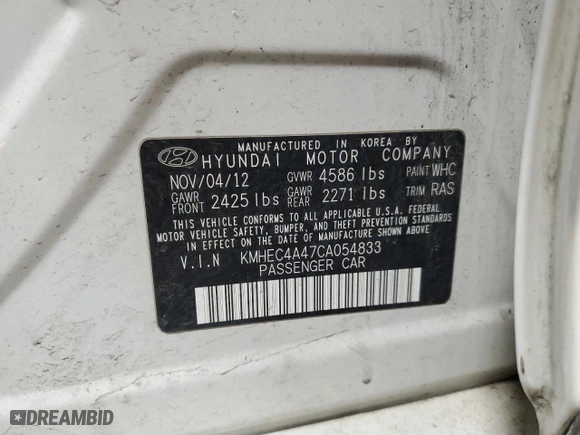 MANUFACTURED IN KOREA BY
HYUNDAI MOTOR COMPANY
NOV/04/12 GVWR 4586 lbs PAINT WHC
GAWR FRONT 2425 lbs GAWR REAR 2271 lbs TRIM RAS
THIS VEHICLE CONFORMS TO ALL APPLICABLE U.S.A. FEDERAL
MOTOR VEHICLE SAFETY, BUMPER, AND THEFT PREVENTION STANDARDS
IN EFFECT ON THE DATE OF MANUFACTURE SHOWN ABOVE
V.I.N KMHEC4A47CA054833
PASSENGER CAR
DREAMBID